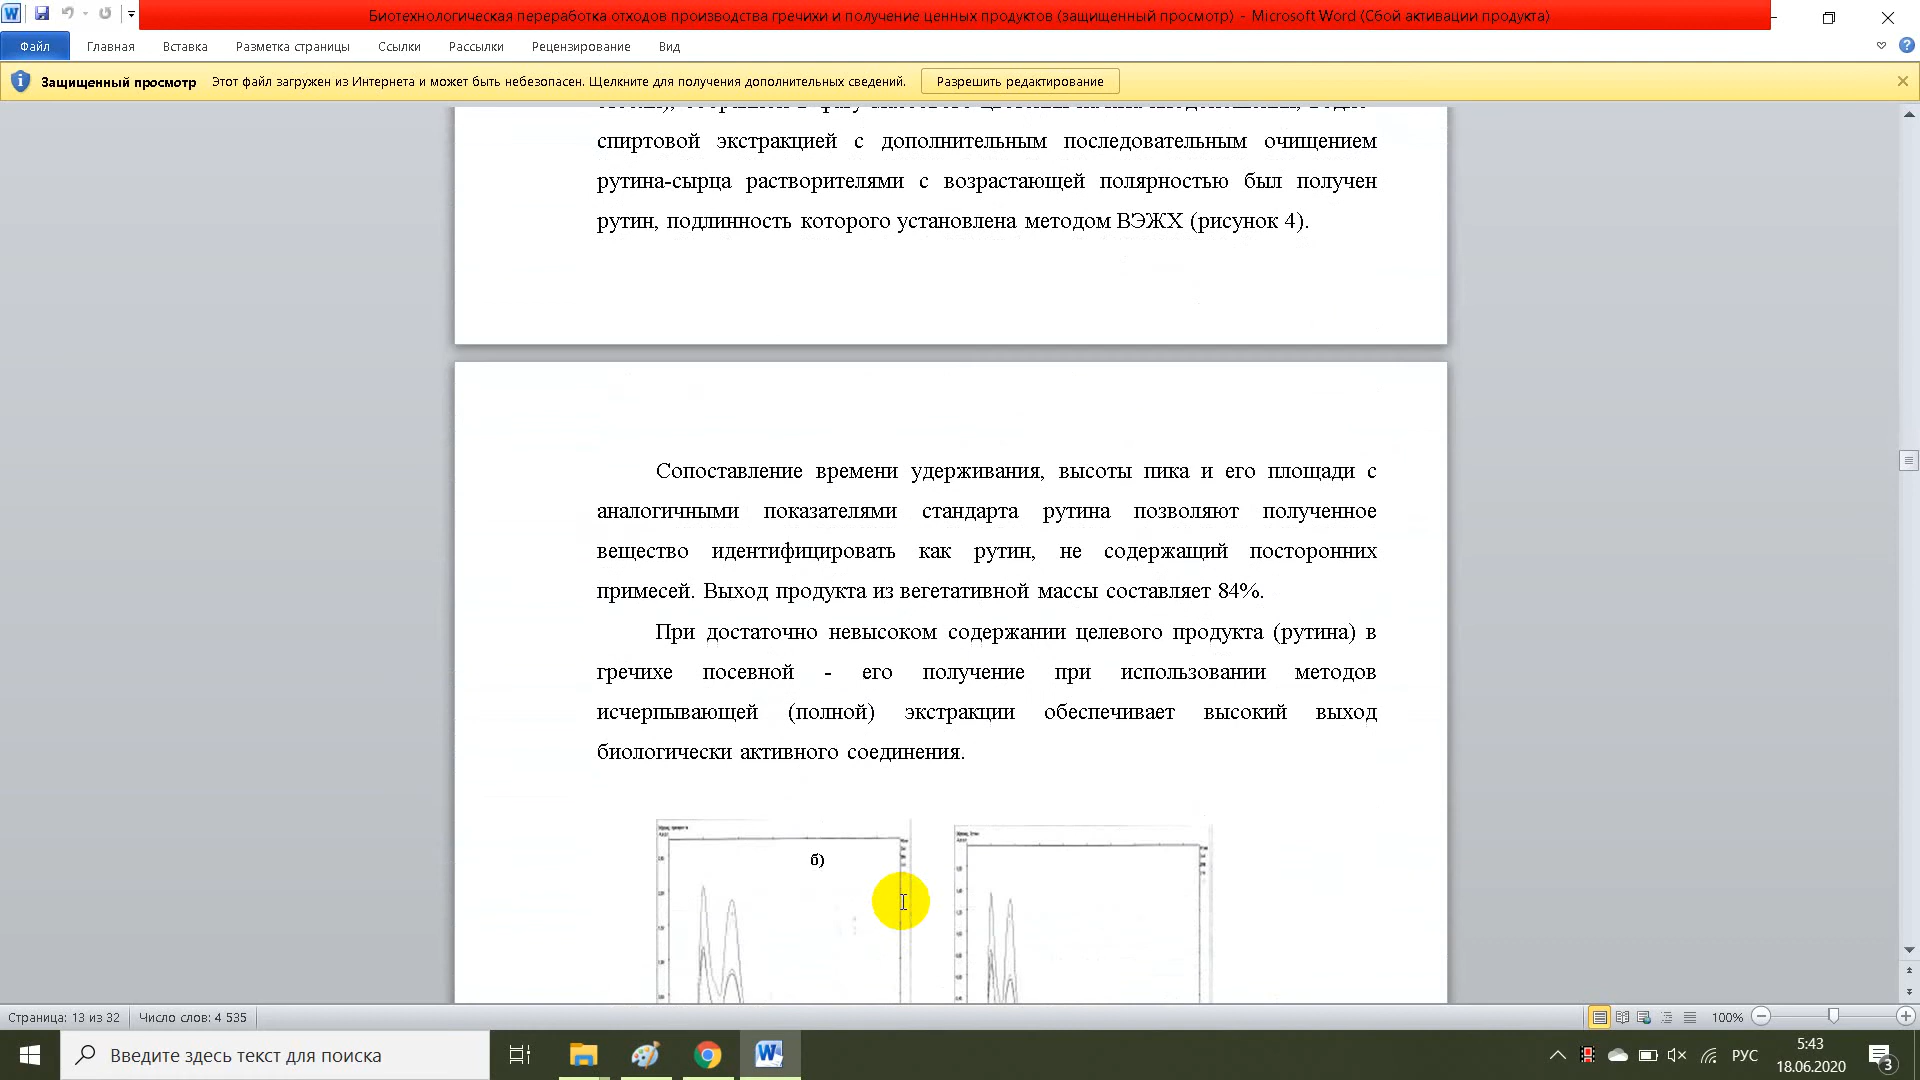 Биотехнологическая переработка отходов производства гречихи и получение ценных продуктов (защищенный просмотр) - Microsoft Word (Сбой активации продукта)
Файл Главная Вставка Разметка страницы Ссылки Рассылки Рецензирование Вид
Защищенный просмотр Этот файл загружен из Интернета и может быть небезопасен. Щелкните для получения дополнительных сведений. Разрешить редактирование
спиртовой экстракцией с дополнительным последовательным очищением
рутина-сырца растворителями с возрастающей полярностью был получен
рутин, подлинность которого установлена методом ВЭЖХ (рисунок 4).
Сопоставление времени удерживания, высоты пика и его площади с
аналогичными показателями стандарта рутина позволяют полученное
вещество идентифицировать как рутин, не содержащий посторонних
примесей. Выход продукта из вегетативной массы составляет 84%.
При достаточно невысоком содержании целевого продукта (рутина) в
гречихе посевной - его получение при использовании методов
исчерпывающей (полной) экстракции обеспечивает высокий выход
биологически активного соединения.
б)
Страница: 13 из 32 Число слов: 4 535 100%
Введите здесь текст для поиска
РУС
5:43
18.06.2020
3